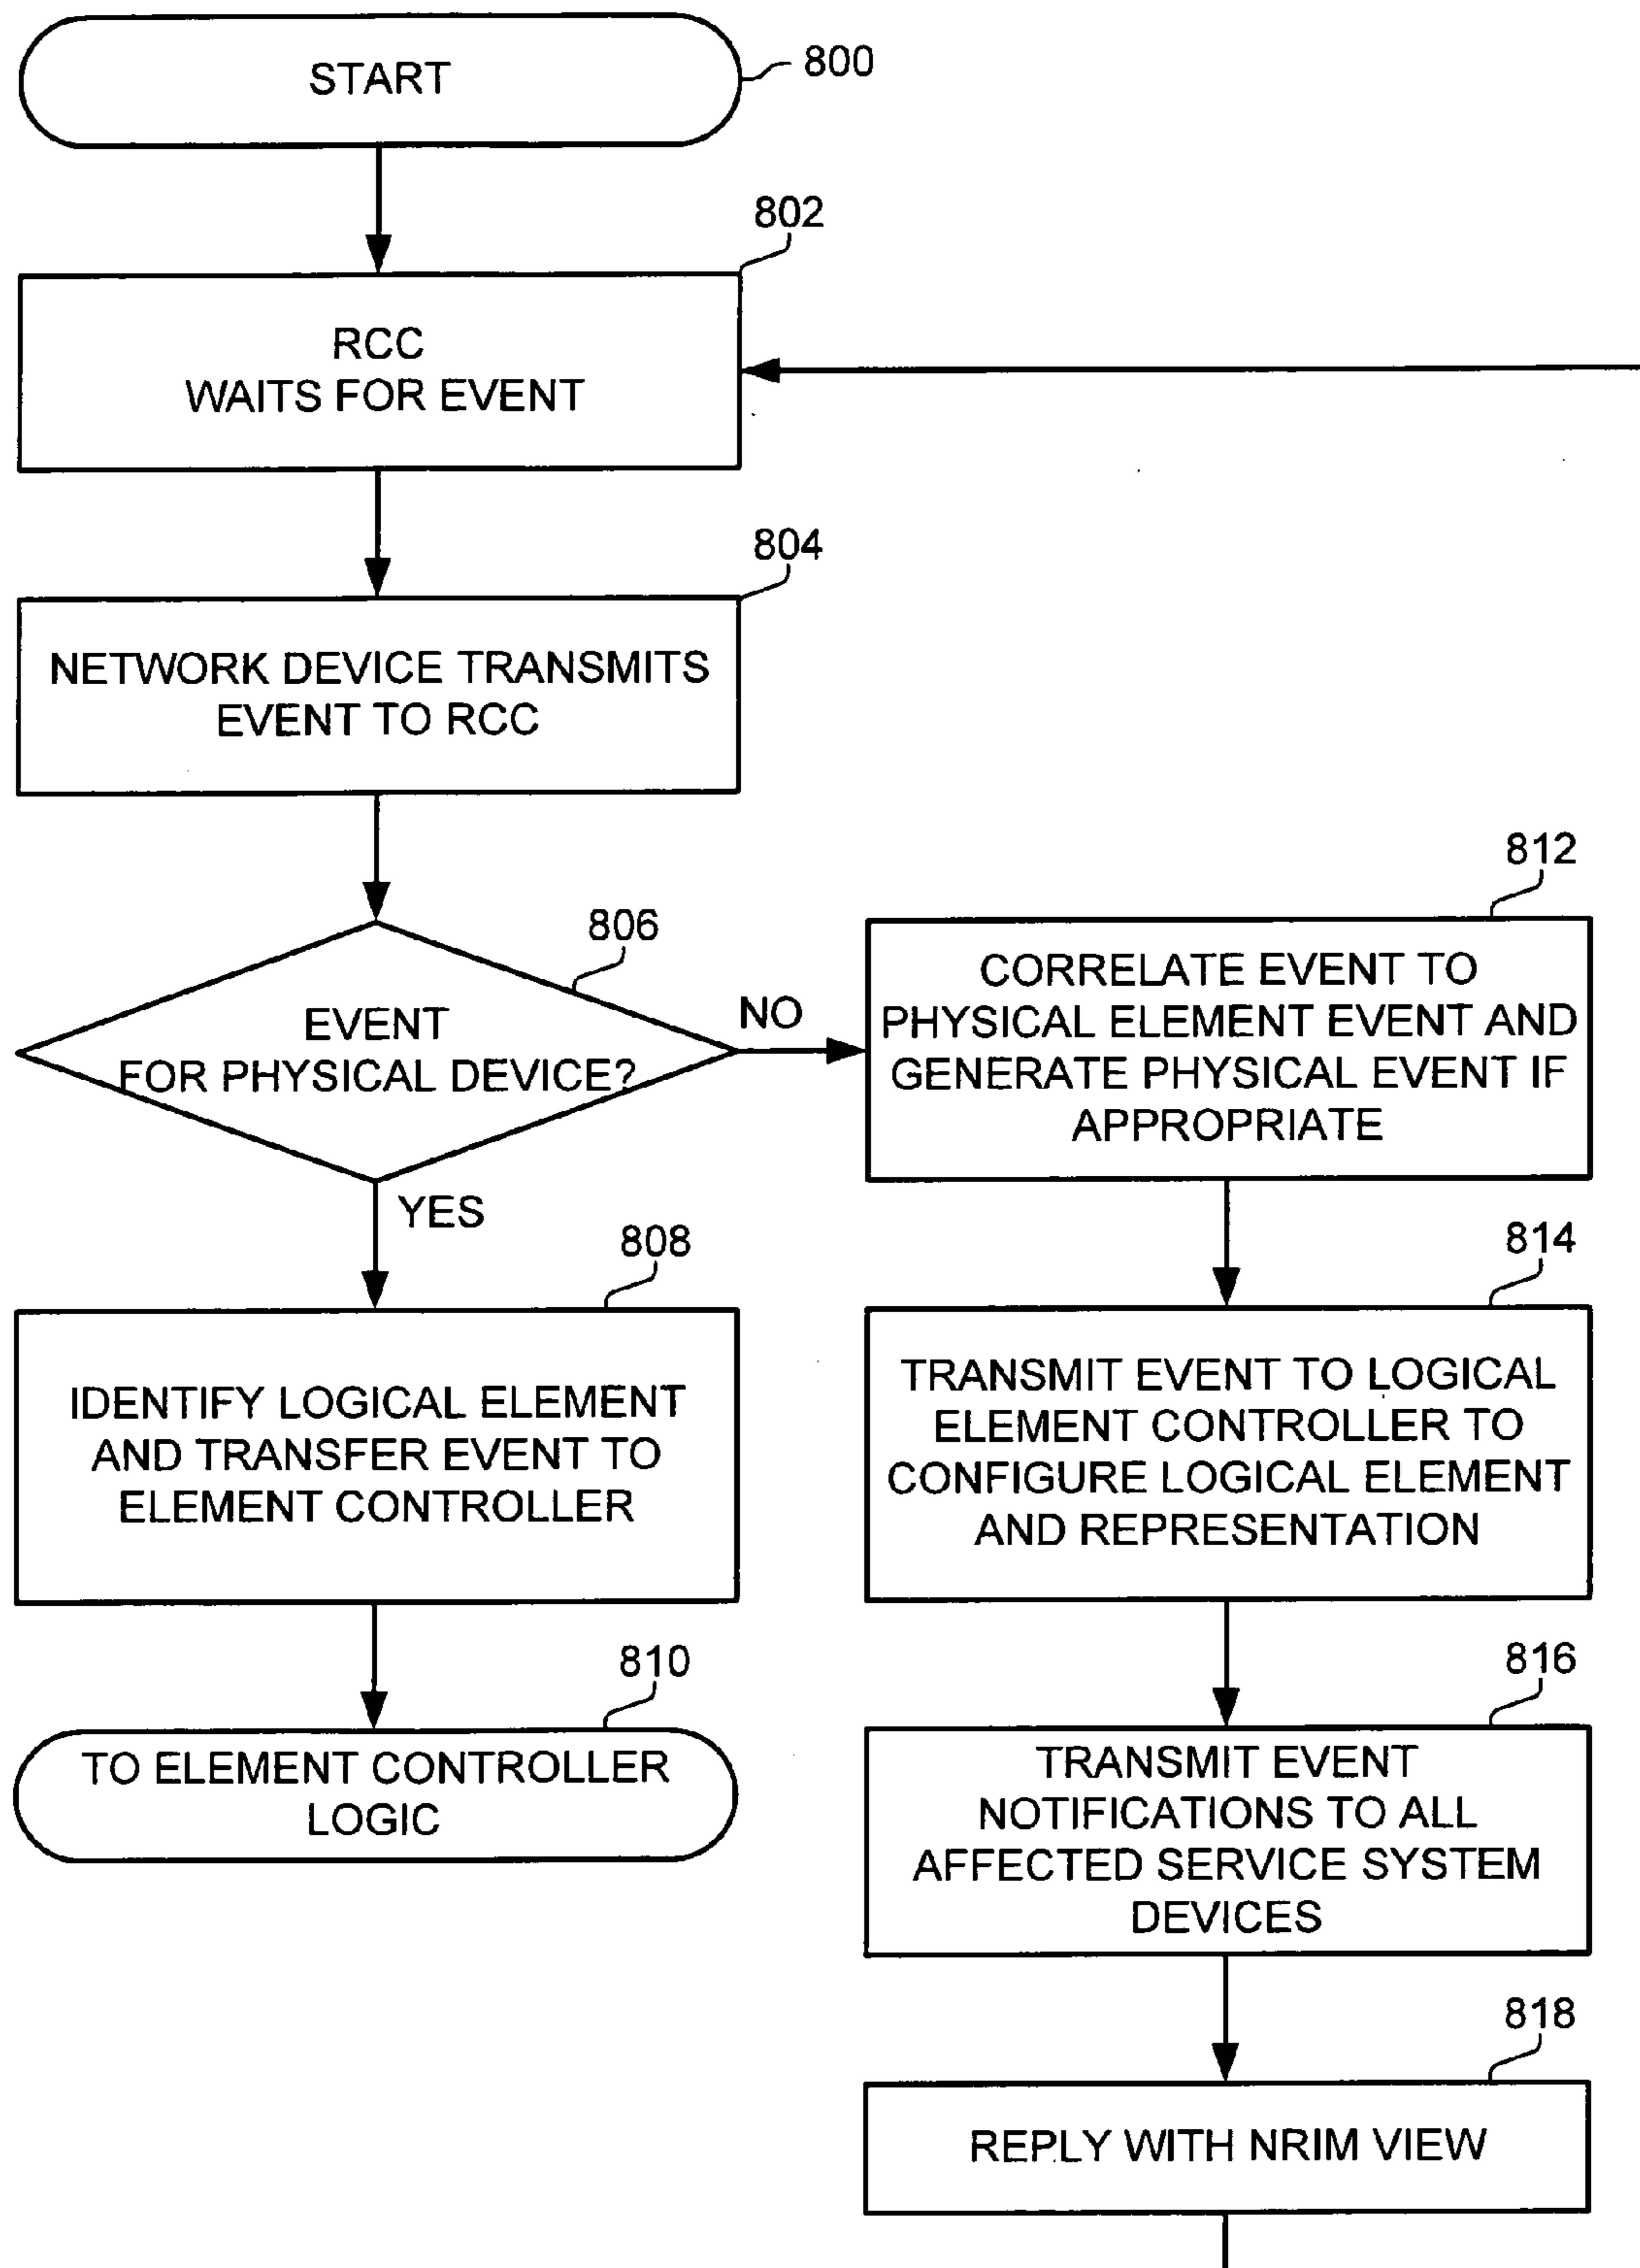 START
800
802
RCC
WAITS FOR EVENT
804
NETWORK DEVICE TRANSMITS
EVENT TO RCC
806
EVENT
FOR PHYSICAL DEVICE?
NO
YES
812
CORRELATE EVENT TO
PHYSICAL ELEMENT EVENT AND
GENERATE PHYSICAL EVENT IF
APPROPRIATE
808
IDENTIFY LOGICAL ELEMENT
AND TRANSFER EVENT TO
ELEMENT CONTROLLER
814
TRANSMIT EVENT TO LOGICAL
ELEMENT CONTROLLER TO
CONFIGURE LOGICAL ELEMENT
AND REPRESENTATION
810
TO ELEMENT CONTROLLER
LOGIC
816
TRANSMIT EVENT
NOTIFICATIONS TO ALL
AFFECTED SERVICE SYSTEM
DEVICES
818
REPLY WITH NRIM VIEW